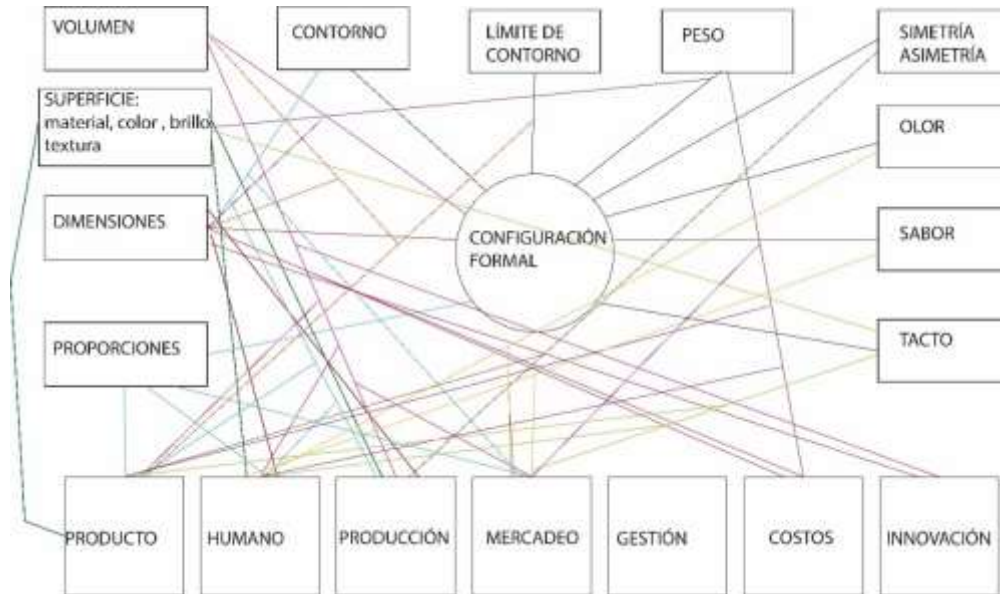 VOLUMEN
CONTORNO
LÍMITE DE
CONTORNO
PESO
SIMETRÍA
ASIMETRÍA
SUPERFICIE:
material, color , brillo
textura
OLOR
DIMENSIONES
CONFIGURACIÓN
FORMAL
SABOR
PROPORCIONES
TACTO
PRODUCTO
HUMANO
PRODUCCIÓN
MERCADEO
GESTIÓN
COSTOS
INNOVACIÓN